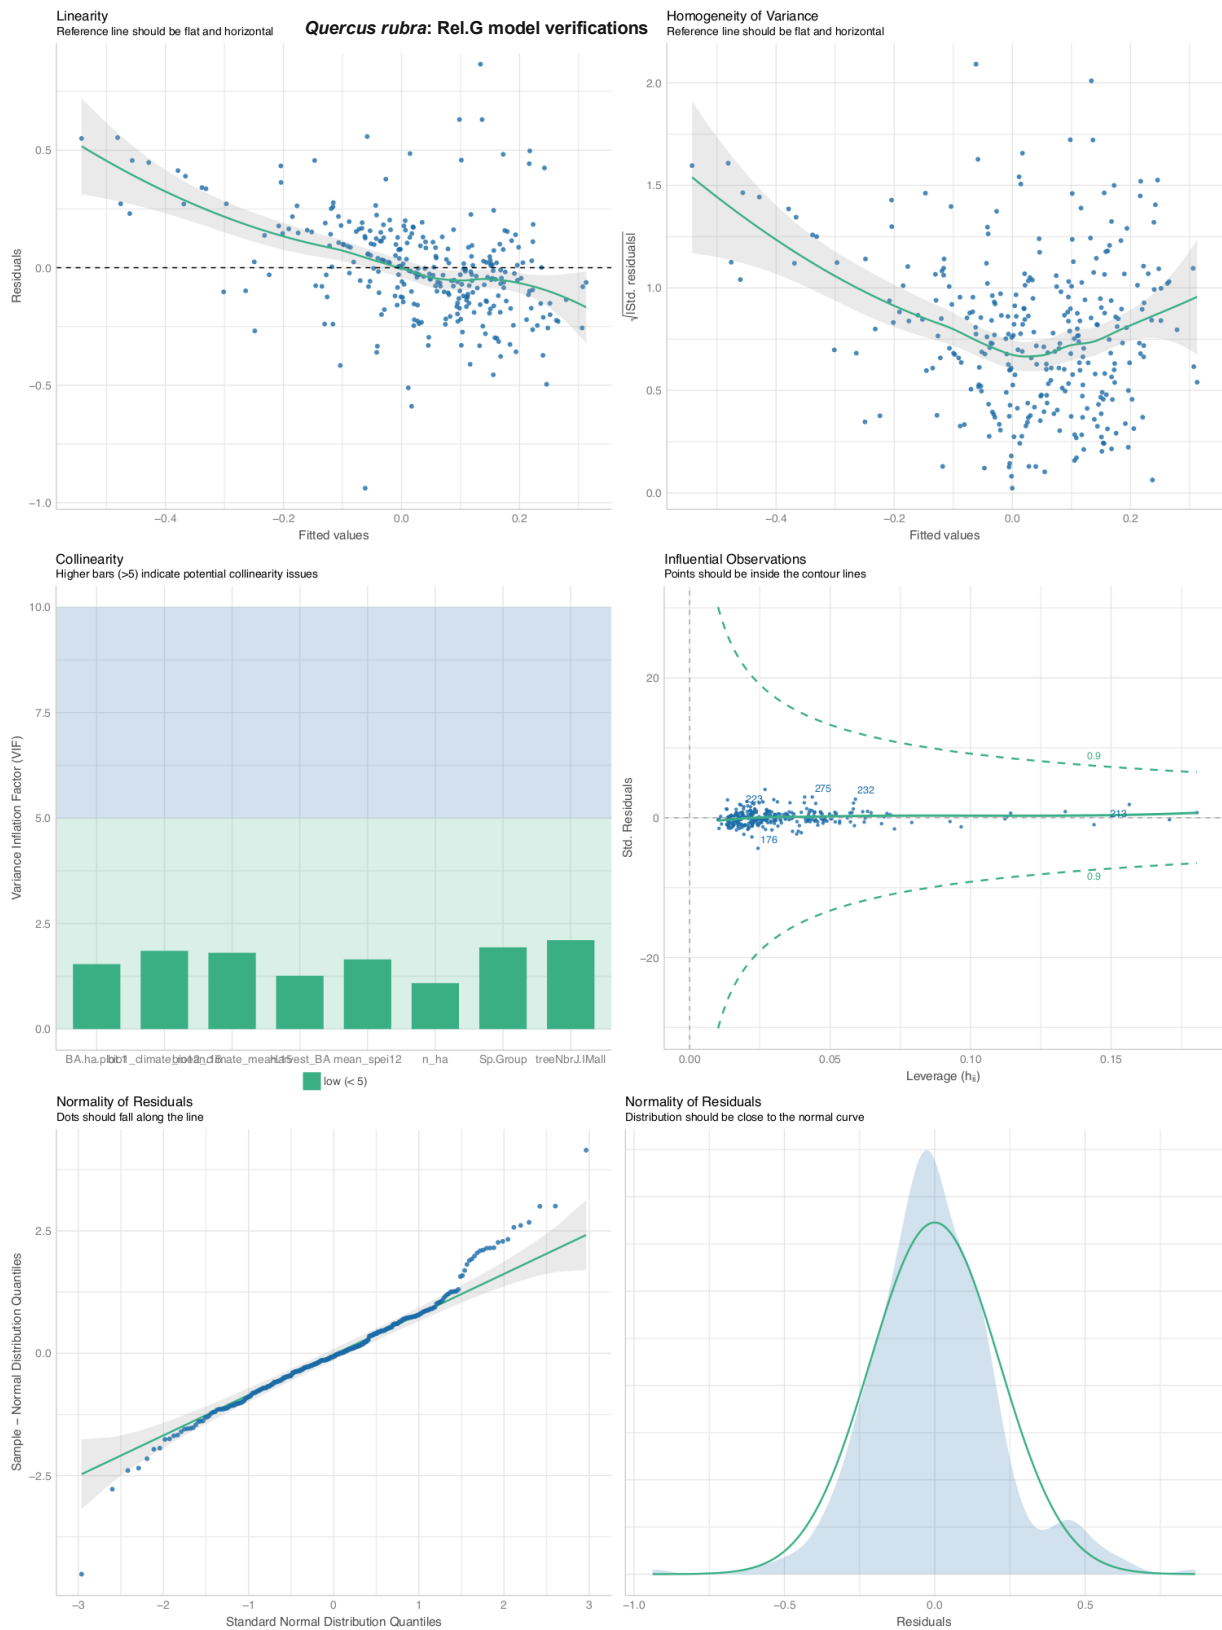 Linearity
Reference line should be flat and horizontal
Quercus rubra: Rel.G model verifications
Homogeneity of Variance
Reference line should be flat and horizontal
Residuals
0.5
0.0
−0.5
−1.0
−0.4
−0.2
0.0
0.2
Fitted values
√|Std. residuals|
2.0
1.5
1.0
0.5
0.0
−0.4
−0.2
0.0
0.2
Fitted values
Collinearity
Higher bars (>5) indicate potential collinearity issues
Variance Inflation Factor (VIF)
10.0
7.5
5.0
2.5
0.0
BA.ha.plot
Harvest_BA
mean_spei12
n_ha
Sp.Group
treeNbrJ.IMall
low (< 5)
Influential Observations
Points should be inside the contour lines
Std. Residuals
20
0
−20
0.9
0.9
223
275
232
213
176
0.00
0.05
0.10
0.15
Leverage (hᵢᵢ)
Normality of Residuals
Dots should fall along the line
Sample − Normal Distribution Quantiles
2.5
0.0
−2.5
−3
−2
−1
0
1
2
3
Standard Normal Distribution Quantiles
Normality of Residuals
Distribution should be close to the normal curve
−1.0
−0.5
0.0
0.5
Residuals